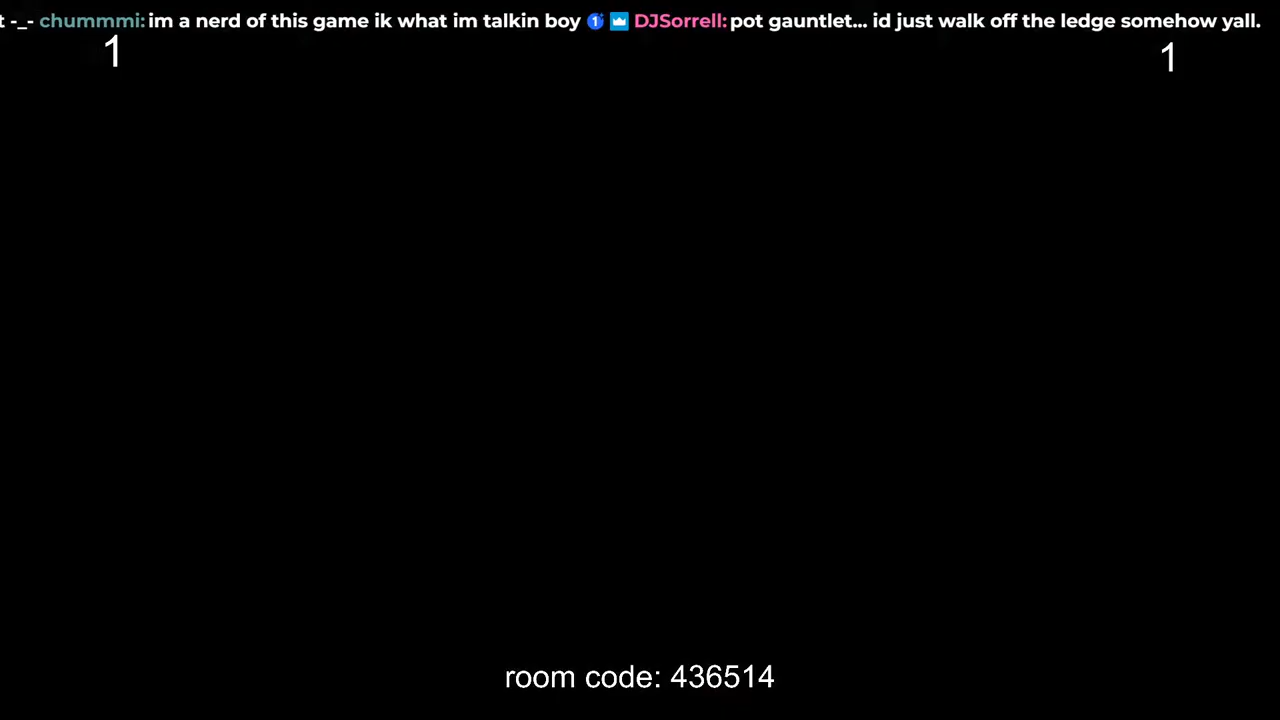 t -_- chummmi: im a nerd of this game ik what im talkin boy 1 DJSorrell: pot gauntlet... id just walk off the ledge somehow yall.
1 1
room code: 436514